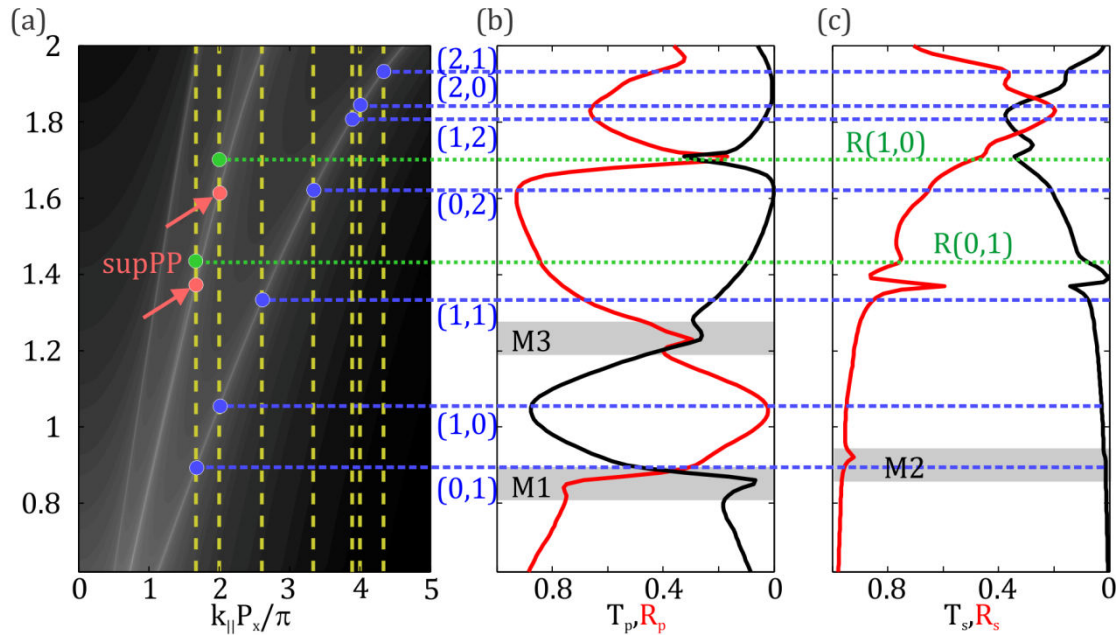 (a)
(b)
(c)
2
1.8
1.6
1.4
1.2
1
0.8
supPP
0 1 2 3 4 5
k||Pₓ/π
(2,1)
(2,0)
(1,2)
(0,2)
(1,1)
(1,0)
(0,1)
M3
M1
0.8 0.4 0
Tₚ,Rₚ
R(1,0)
R(0,1)
M2
0.8 0.4 0
Tₛ,Rₛ